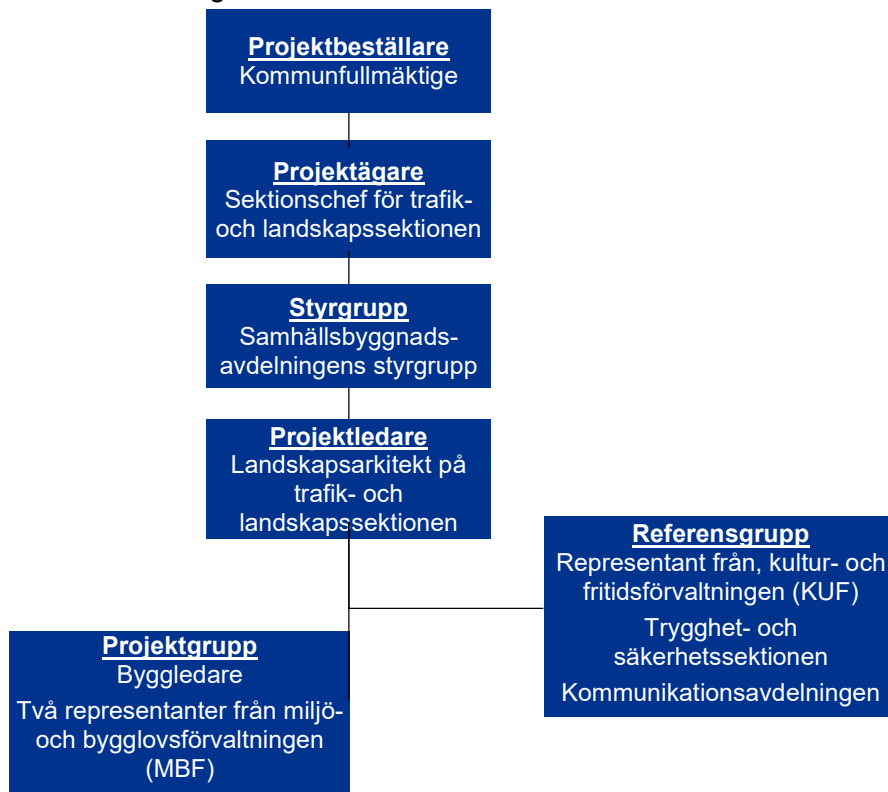 Projektbeställare
Kommunfullmäktige
Projektägare
Sektionschef för trafik-
och landskapssektionen
Styrgrupp
Samhällsbyggnads-
avdelningens styrgrupp
Projektledare
Landskapsarkitekt på
trafik- och
landskapssektionen
Referensgrupp
Representant från, kultur- och
fritidsförvaltningen (KUF)
Trygghet- och
säkerhetssektionen
Kommunikationsavdelningen
Projektgrupp
Byggledare
Två representanter från miljö-
och bygglovsförvaltningen
(MBF)